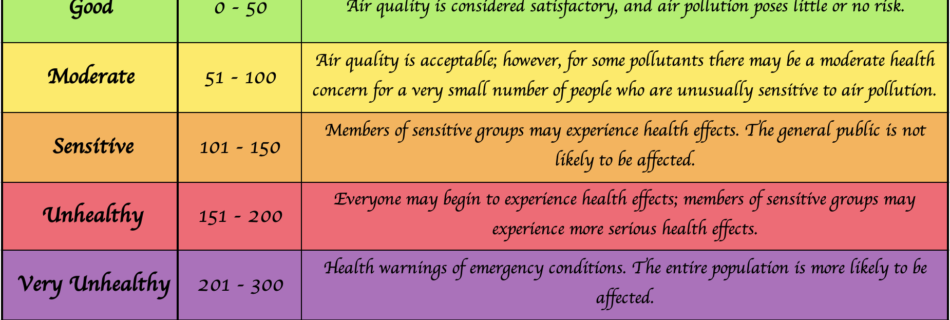 Good
0 - 50
Air quality is considered satisfactory, and air pollution poses little or no risk.
Moderate
51 - 100
Air quality is acceptable; however, for some pollutants there may be a moderate health
concern for a very small number of people who are unusually sensitive to air pollution.
Sensitive
101 - 150
Members of sensitive groups may experience health effects. The general public is not
likely to be affected.
Unhealthy
151 - 200
Everyone may begin to experience health effects; members of sensitive groups may
experience more serious health effects.
Very Unhealthy
201 - 300
Health warnings of emergency conditions. The entire population is more likely to be
affected.